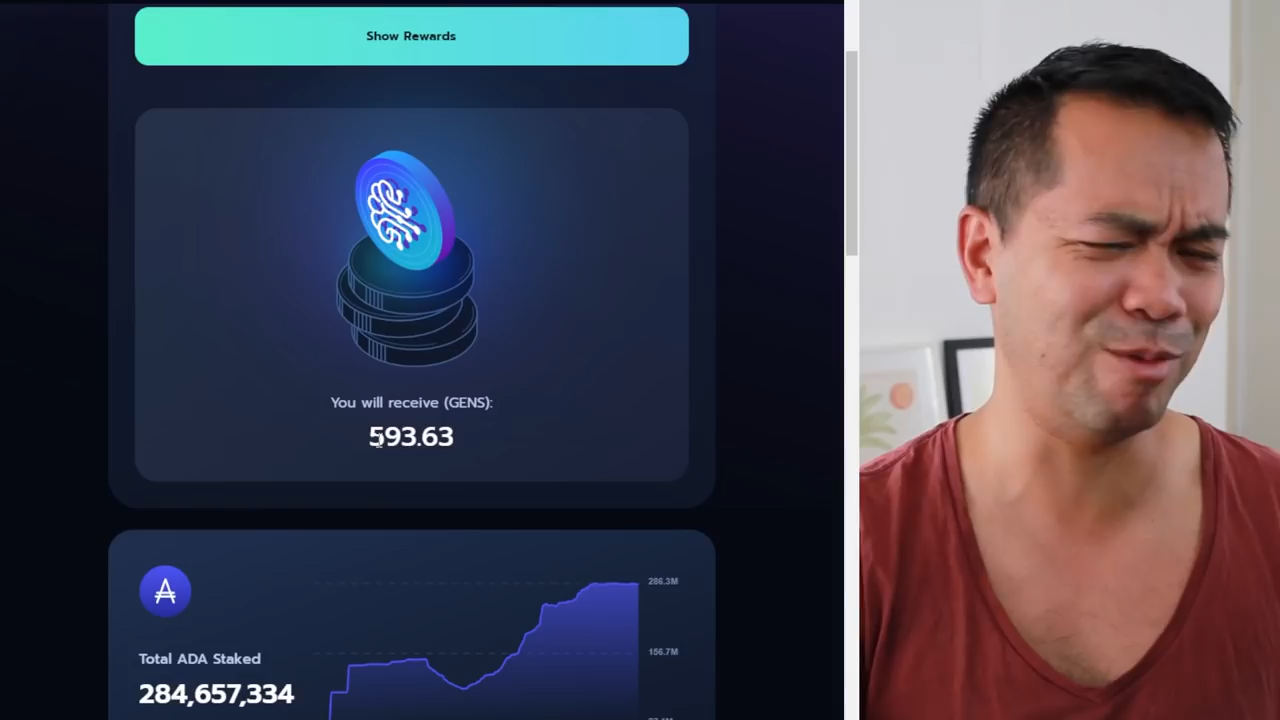 Show Rewards
You will receive (GENS):
593.63
286.3M
156.7M
Total ADA Staked
284,657,334